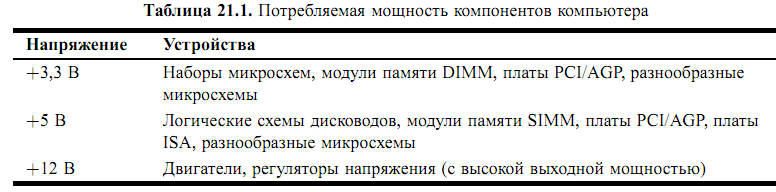 Таблица 21.1. Потребляемая мощность компонентов компьютера
Напряжение Устройства
+3,3 В Наборы микросхем, модули памяти DIMM, платы PCI/AGP, разнообразные
микросхемы
+5 В Логические схемы дисководов, модули памяти SIMM, платы PCI/AGP, платы
ISA, разнообразные микросхемы
+12 В Двигатели, регуляторы напряжения (с высокой выходной мощностью)